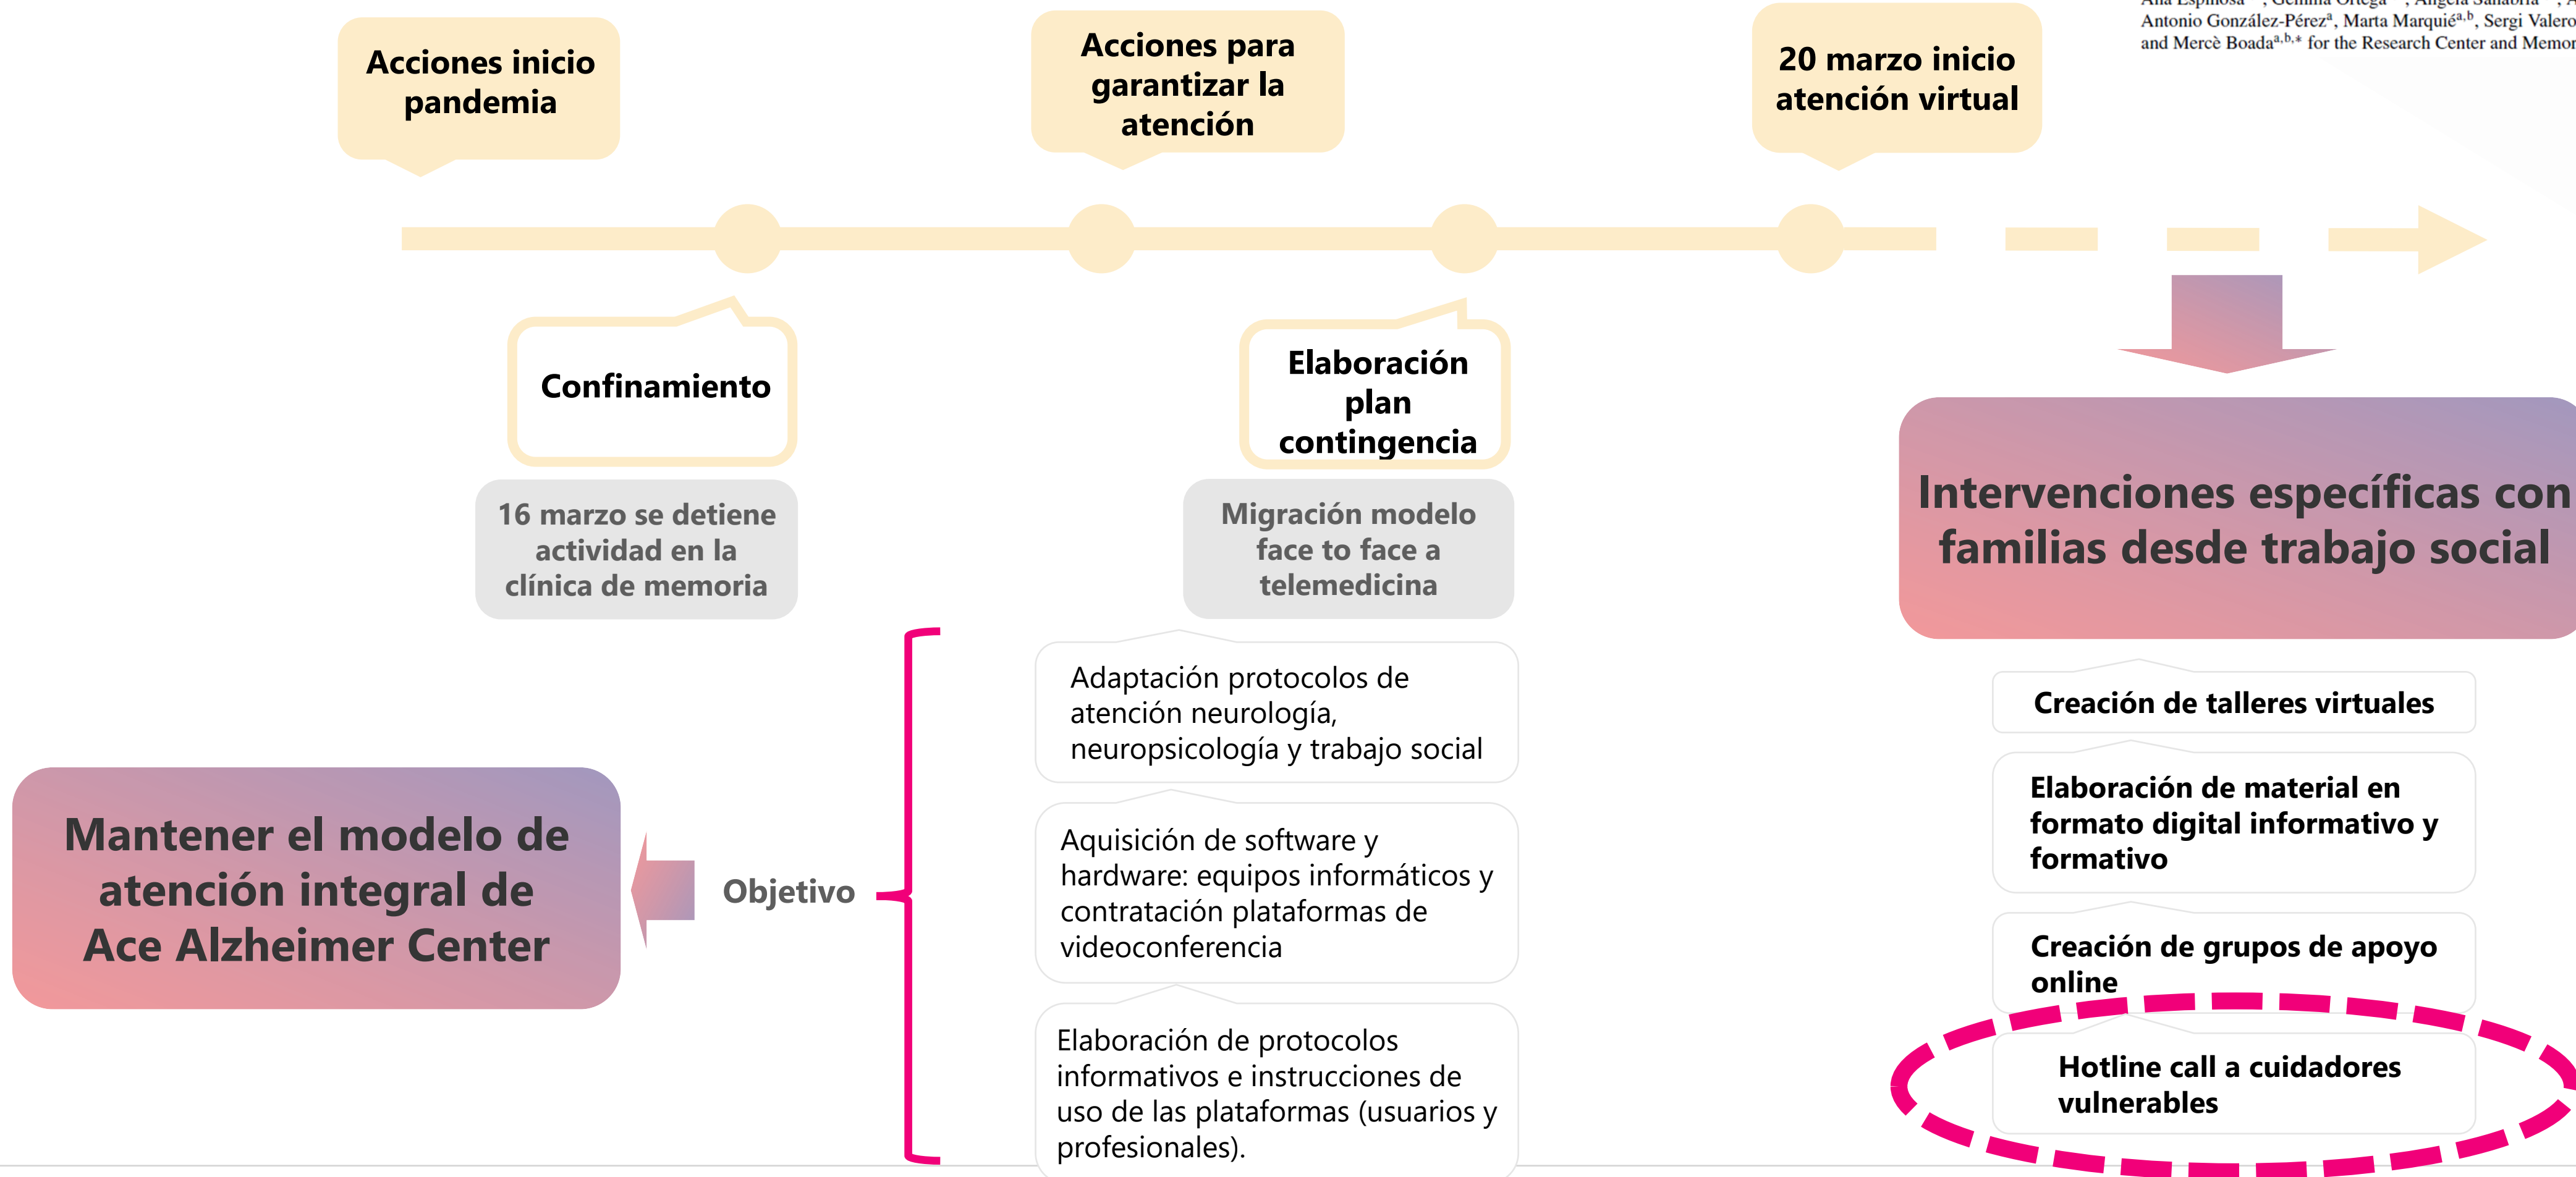 Antonio González-Pérezᵃ, Marta Marquiéᵃ,ᵇ, Sergi Valero
and Mercè Boadaᵃ,ᵇ,* for the Research Center and Memor
Acciones inicio
pandemia
Acciones para
garantizar la
atención
20 marzo inicio
atención virtual
Confinamiento
Elaboración
plan
contingencia
16 marzo se detiene
actividad en la
clínica de memoria
Migración modelo
face to face a
telemedicina
Intervenciones específicas con
familias desde trabajo social
Adaptación protocolos de
atención neurología,
neuropsicología y trabajo social
Aquisición de software y
hardware: equipos informáticos y
contratación plataformas de
videoconferencia
Elaboración de protocolos
informativos e instrucciones de
uso de las plataformas (usuarios y
profesionales).
Objetivo
Mantener el modelo de
atención integral de
Ace Alzheimer Center
Creación de talleres virtuales
Elaboración de material en
formato digital informativo y
formativo
Creación de grupos de apoyo
online
Hotline call a cuidadores
vulnerables